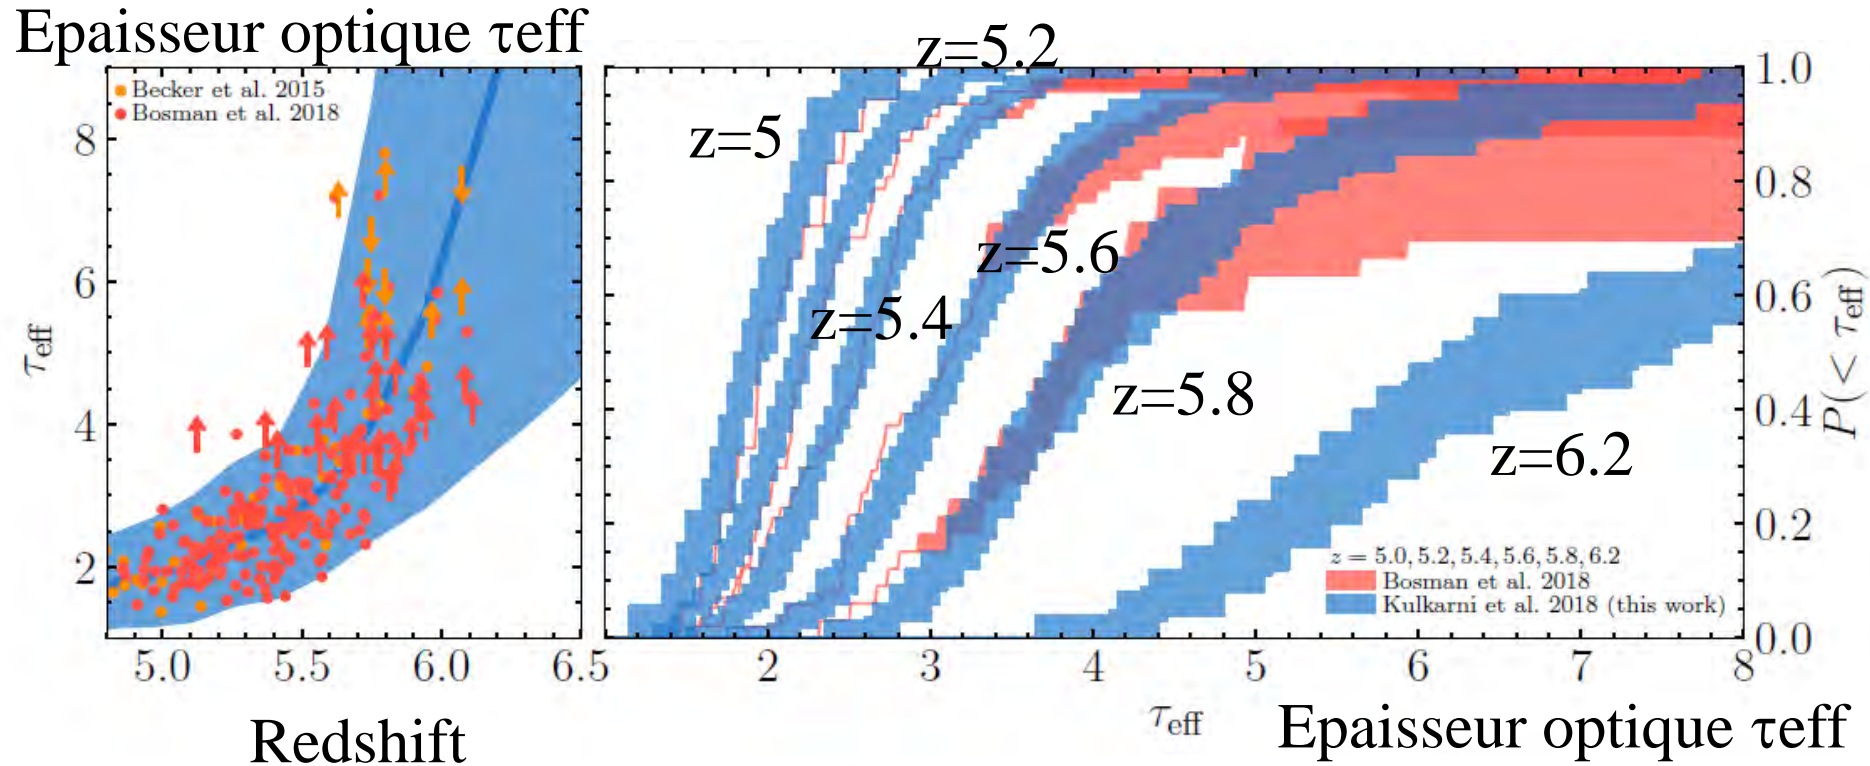 Epaisseur optique τeff
Becker et al. 2015
Bosman et al. 2018
8
6
4
2
τeff
5.0
5.5
6.0
6.5
Redshift
z=5.2
z=5
z=5.4
z=5.6
z=5.8
z=6.2
z = 5.0, 5.2, 5.4, 5.6, 5.8, 6.2
Bosman et al. 2018
Kulkarni et al. 2018 (this work)
1.0
0.8
0.6
0.4
0.2
0.0
P(< τeff)
2
3
4
5
6
7
8
τeff
Epaisseur optique τeff